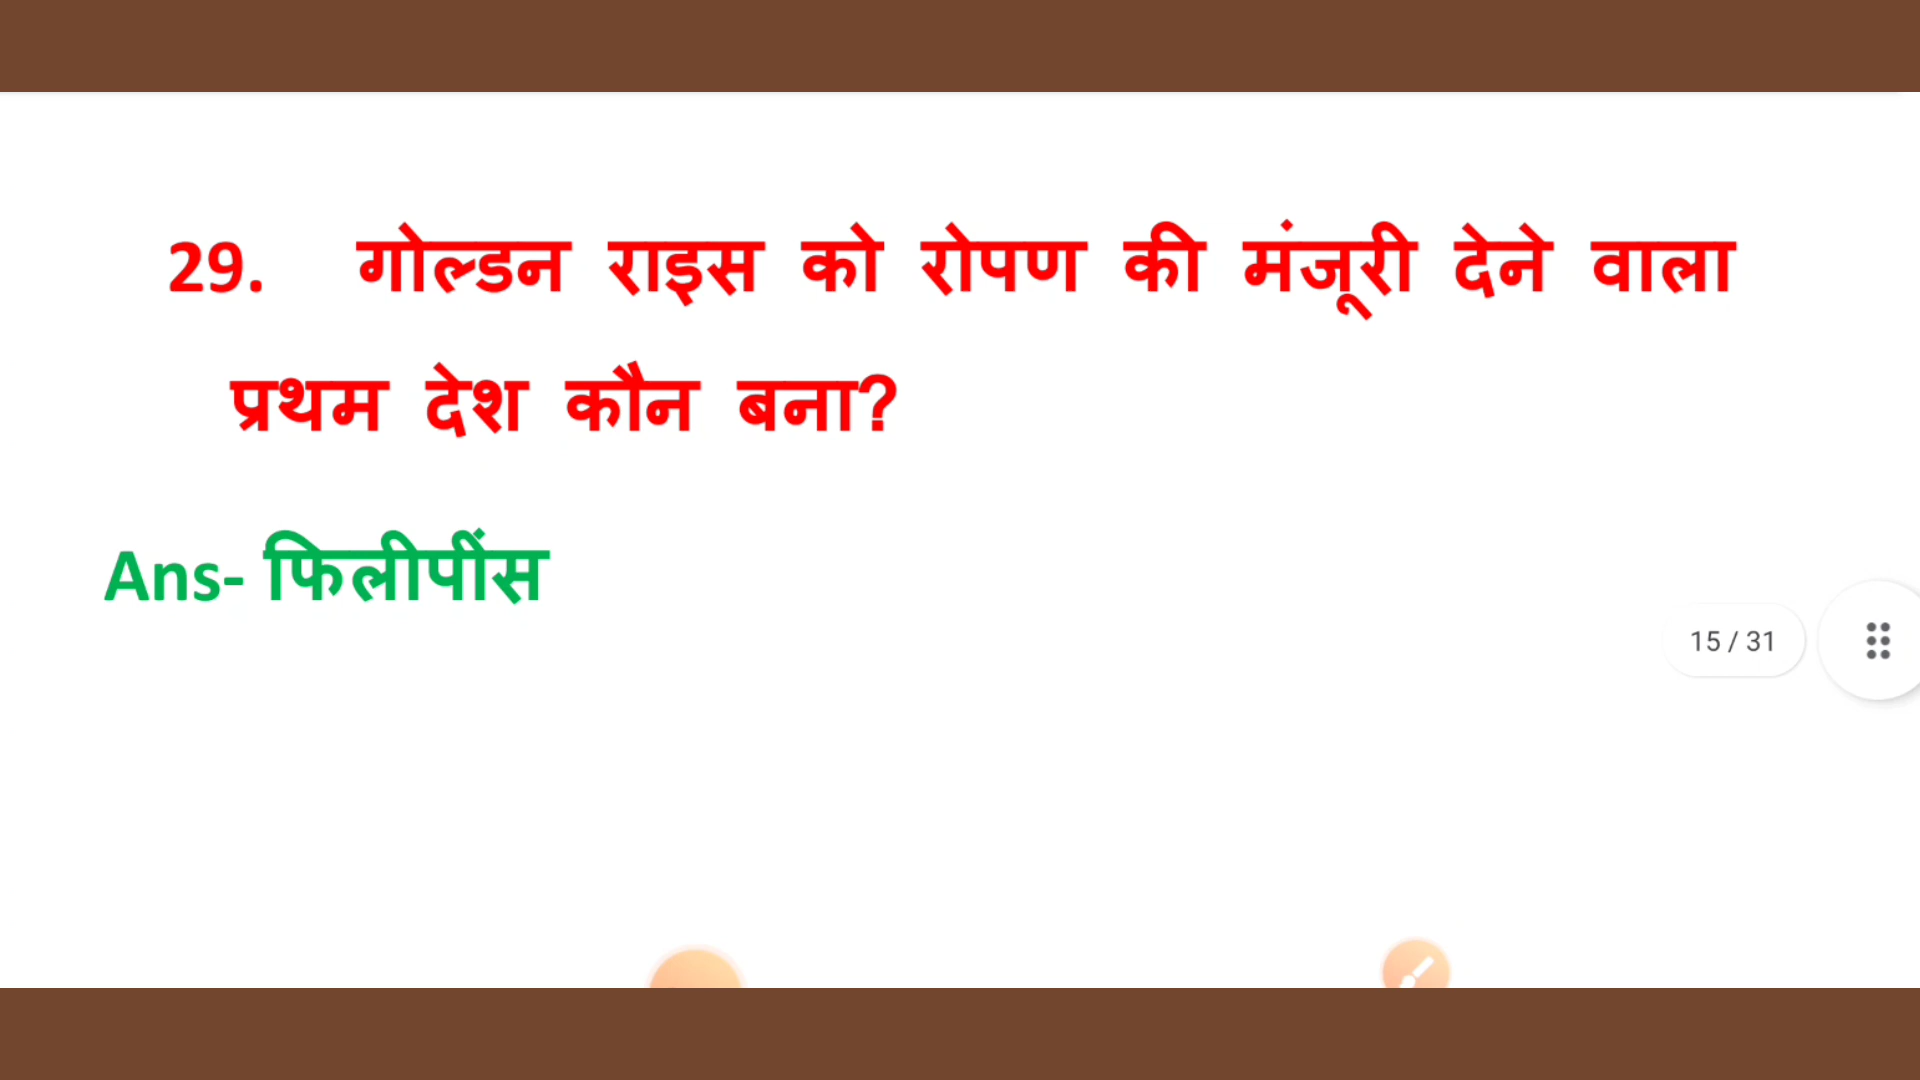 29. गोल्डन राइस को रोपण की मंजूरी देने वाला
प्रथम देश कौन बना?
Ans- फिलीपींस
15 / 31